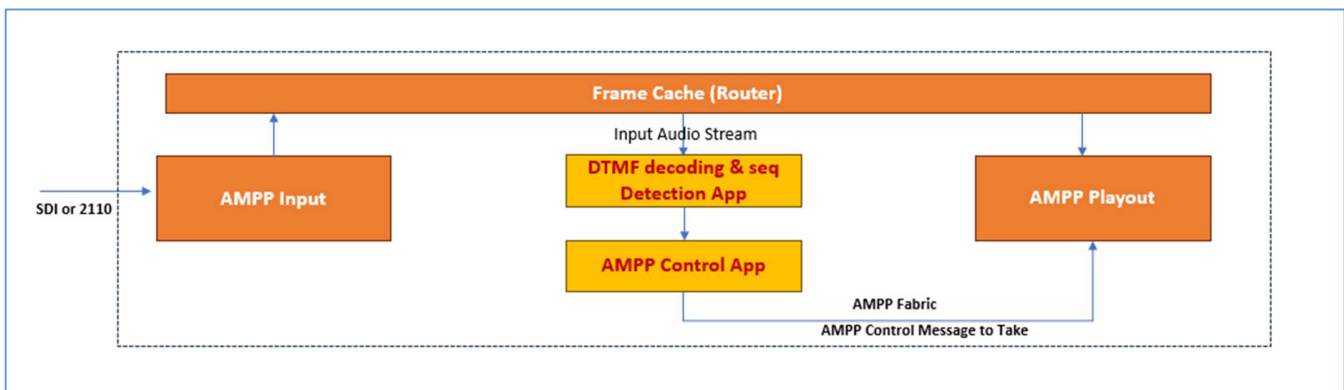 Frame Cache (Router)
Input Audio Stream
SDI or 2110
AMPP Input
DTMF decoding & seq
Detection App
AMPP Playout
AMPP Control App
AMPP Fabric
AMPP Control Message to Take